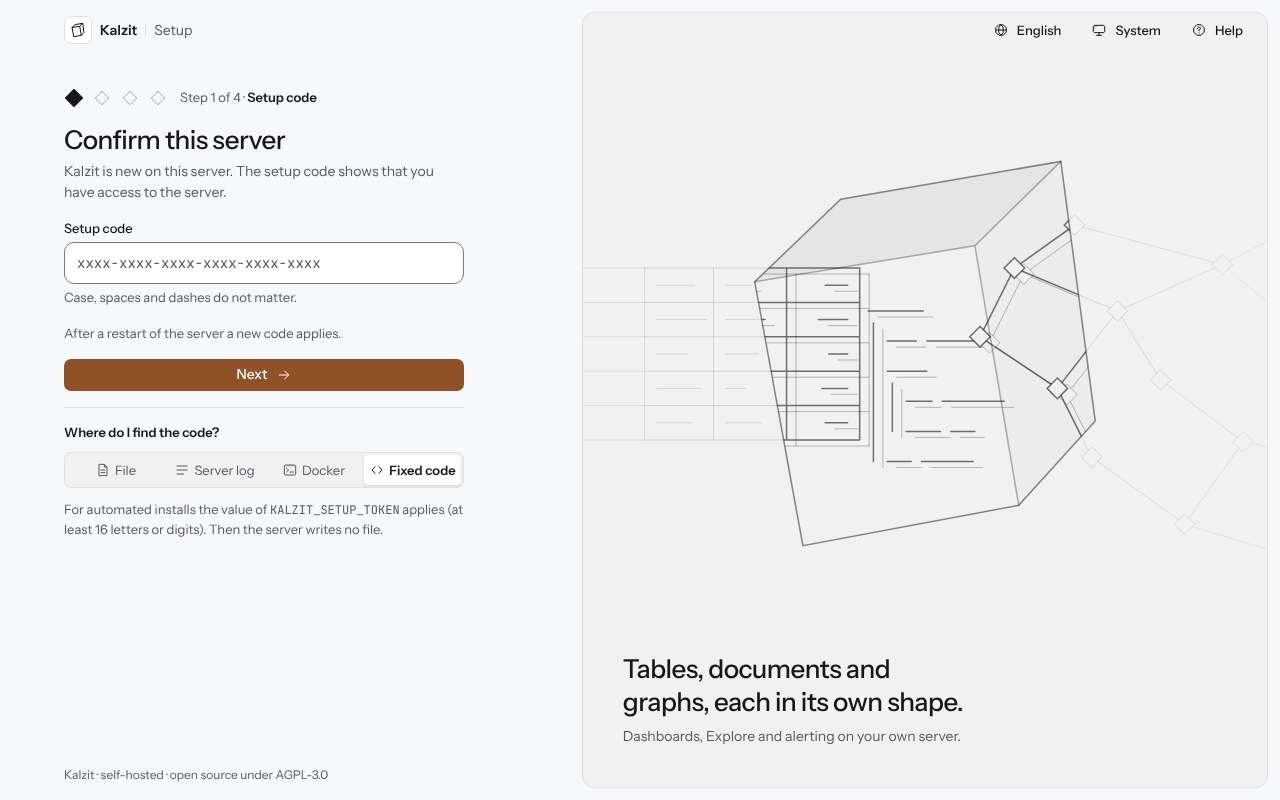 Kalzit
Setup
English
System
Help
Step 1 of 4 · Setup code
Confirm this server
Kalzit is new on this server. The setup code shows that you
have access to the server.
Setup code
xxxx-xxxx-xxxx-xxxx-xxxx-xxxx
Case, spaces and dashes do not matter.
After a restart of the server a new code applies.
Next →
Where do I find the code?
File
Server log
Docker
Fixed code
For automated installs the value of KALZIT_SETUP_TOKEN applies (at
least 16 letters or digits). Then the server writes no file.
Tables, documents and
graphs, each in its own shape.
Dashboards, Explore and alerting on your own server.
Kalzit · self-hosted · open source under AGPL-3.0